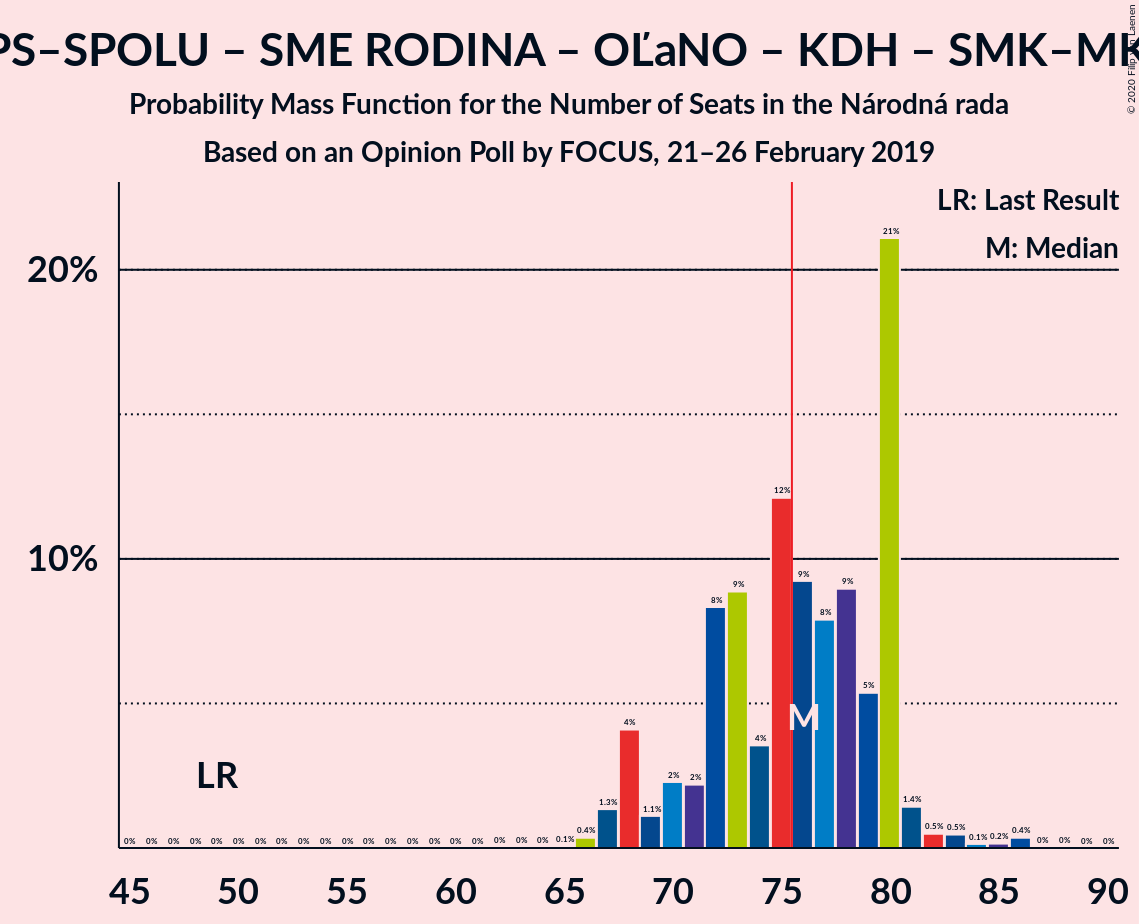 PS–SPOLU – SME RODINA – OĽaNO – KDH – SMK–MK
Probability Mass Function for the Number of Seats in the Národná rada
Based on an Opinion Poll by FOCUS, 21–26 February 2019
© 2020 Filip van Laenen
LR: Last Result
M: Median
20%
10%
0% 0% 0% 0% 0% 0% 0% 0% 0% 0% 0% 0% 0% 0% 0% 0% 0% 0% 0% 0% 0.1% 0.4% 1.3% 4% 1.1% 2% 2% 8% 9% 4% 12% 9% 8% 9% 5% 21% 1.4% 0.5% 0.5% 0.1% 0.2% 0.4% 0% 0% 0% 0%
LR
M
45 50 55 60 65 70 75 80 85 90